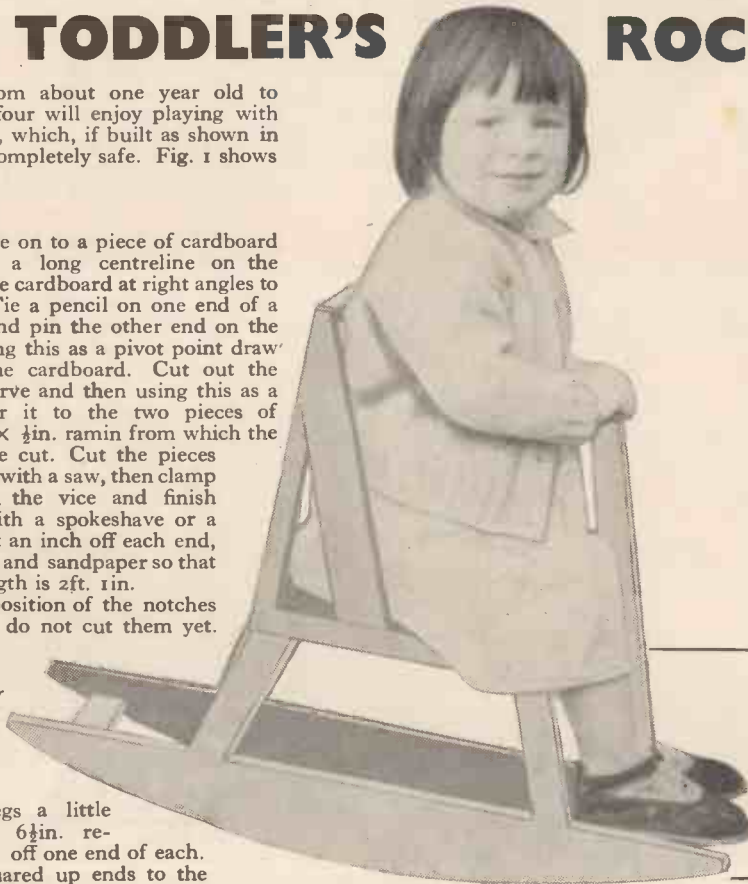 TODDLER'S ROC
om about one year old to
four will enjoy playing with
, which, if built as shown in
ompletely safe. Fig. 1 shows
e on to a piece of cardboard
a long centreline on the
e cardboard at right angles to
ie a pencil on one end of a
nd pin the other end on the
ng this as a pivot point draw
he cardboard. Cut out the
rve and then using this as a
r it to the two pieces of
× ½in. ramin from which the
e cut. Cut the pieces
with a saw, then clamp
the vice and finish
ith a spokeshave or a
t an inch off each end,
and sandpaper so that
gth is 2ft. 1in.
osition of the notches
do not cut them yet.
egs a little
6½in. re-
off one end of each.
uared up ends to the